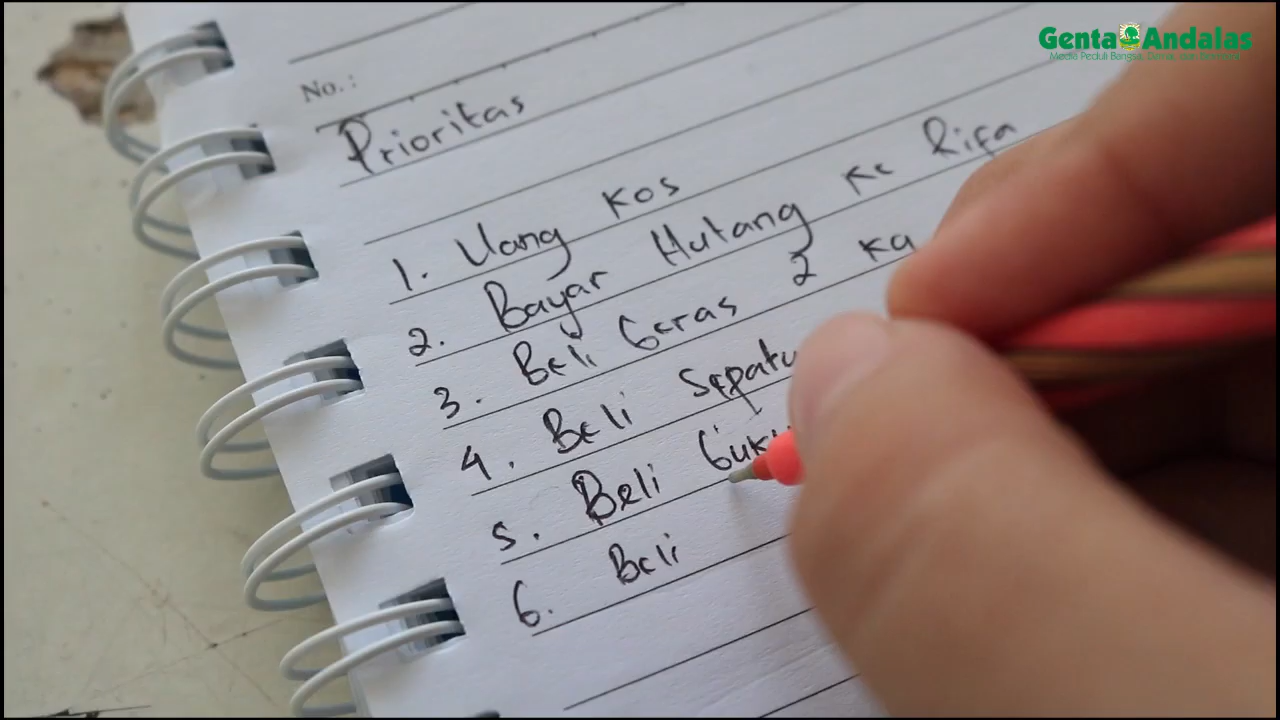 Genta Andalas
No.:
Prioritas
1. Uang Kos
2. Bayar Hutang Ke Rifa
3. Beli Beras 2 Kg
4. Beli Sepatu
5. Beli
6. Beli